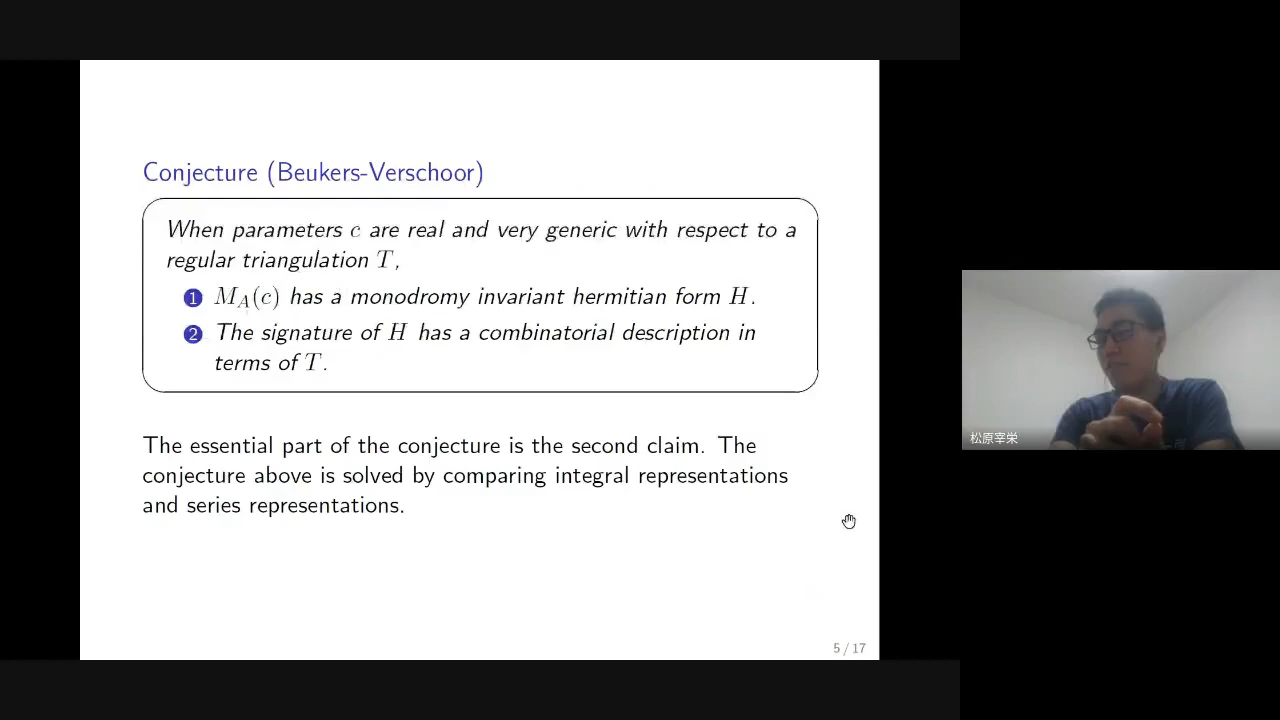 Conjecture (Beukers-Verschoor)
When parameters c are real and very generic with respect to a
regular triangulation T,
1 M_A(c) has a monodromy invariant hermitian form H.
2 The signature of H has a combinatorial description in
terms of T.
The essential part of the conjecture is the second claim. The
conjecture above is solved by comparing integral representations
and series representations.
5 / 17
松原宰栄